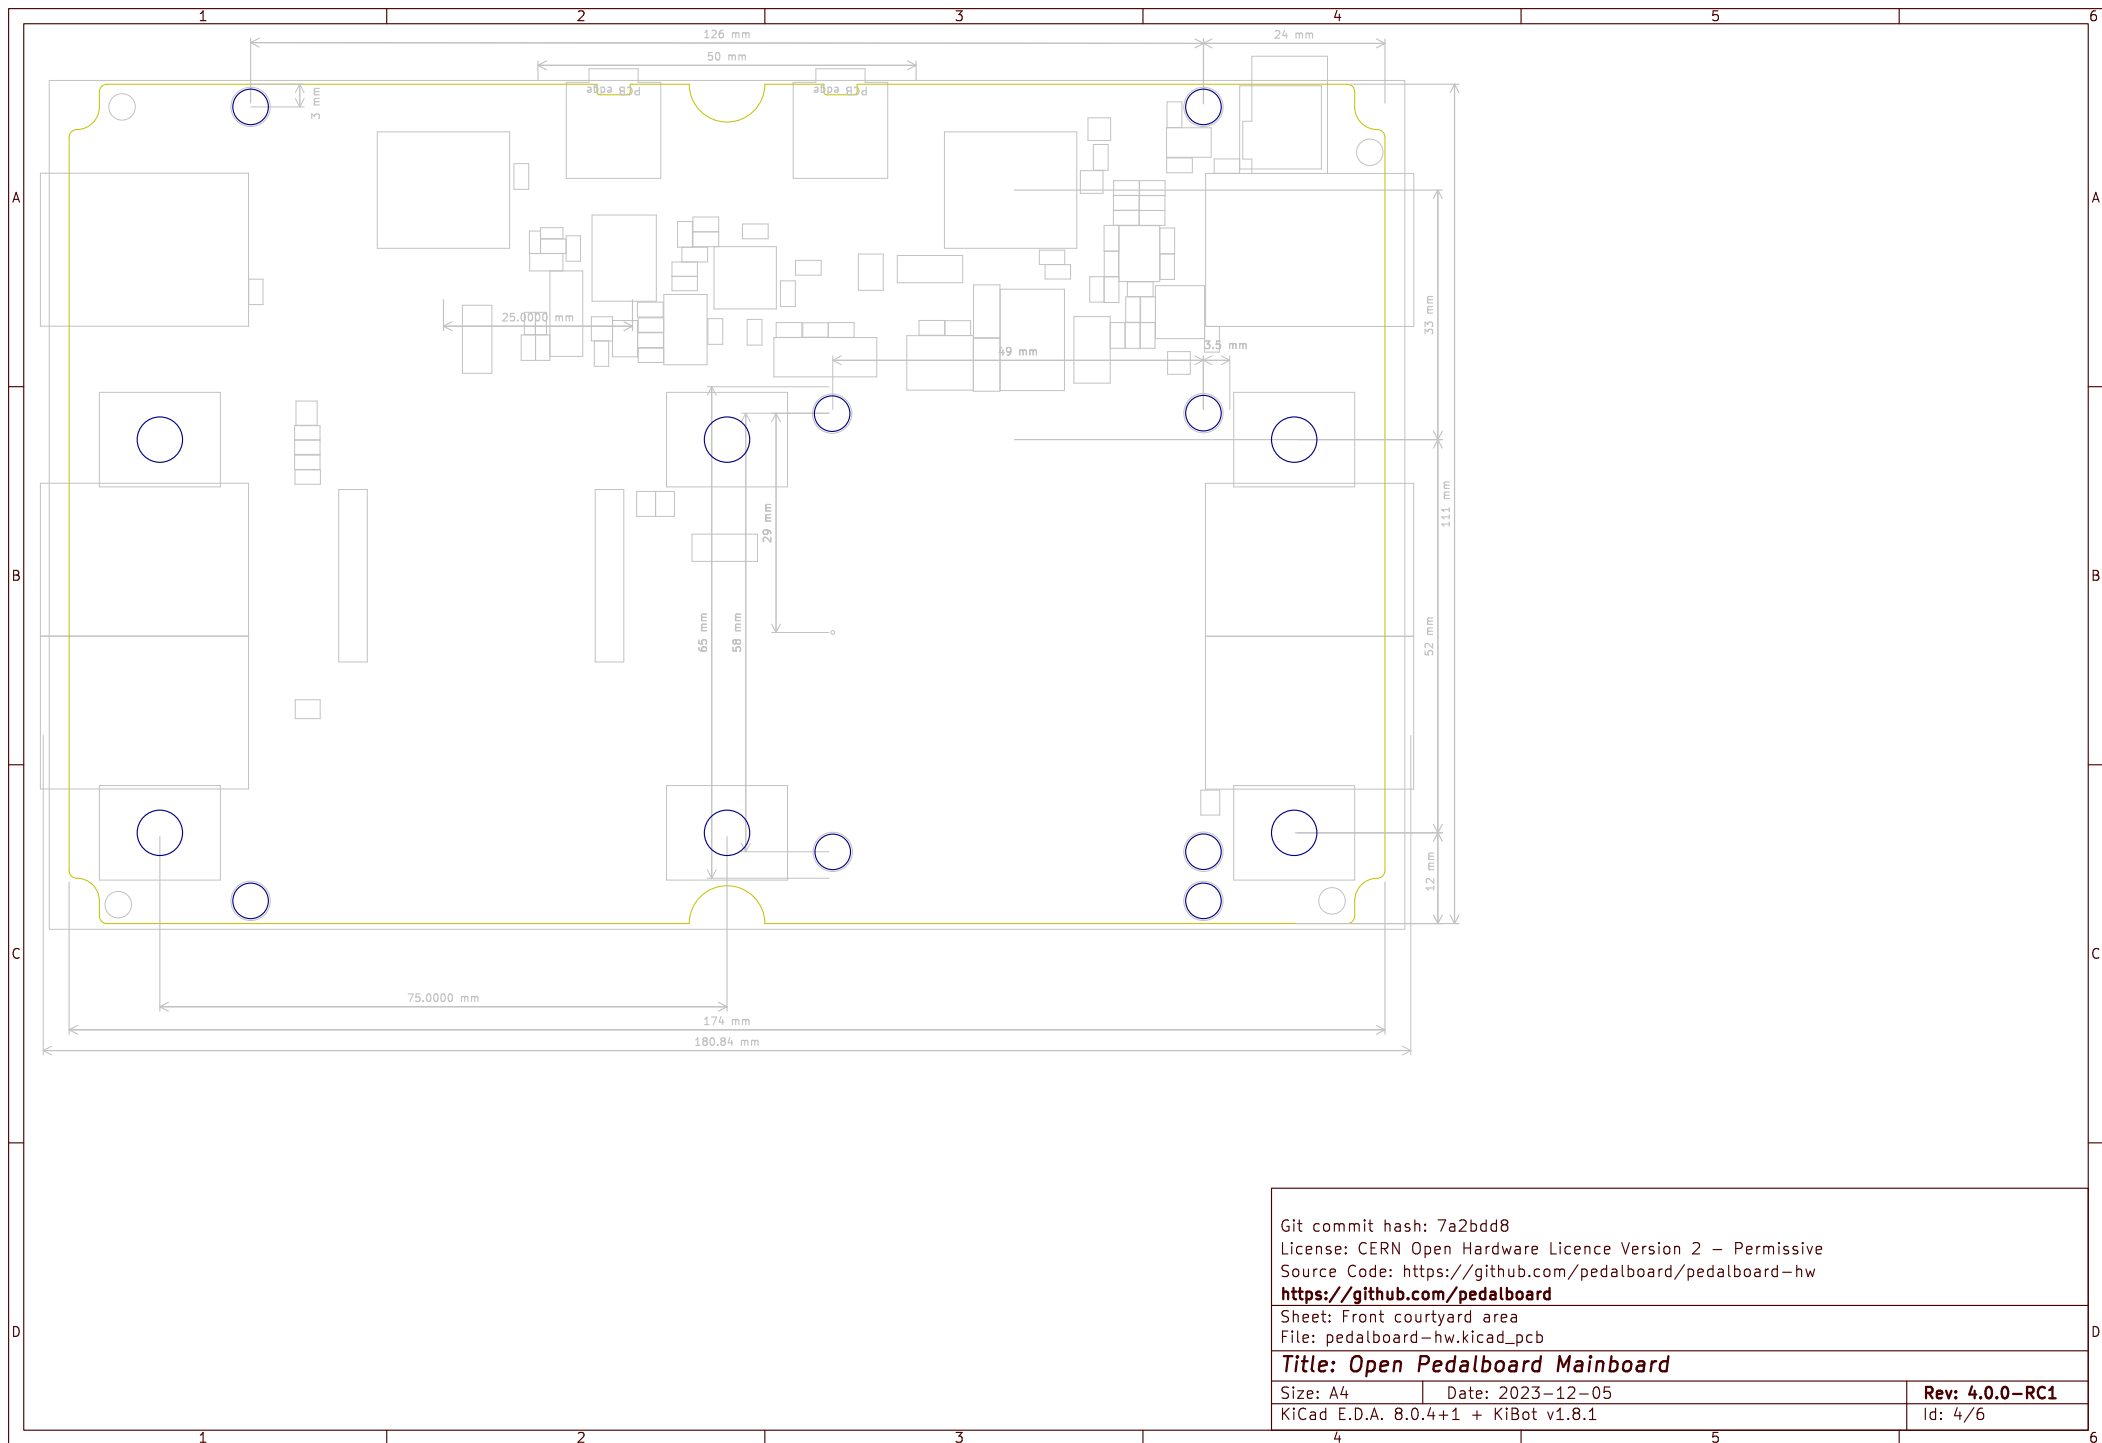 1 2 3 4 5 6
126 mm
24 mm
50 mm
3 mm
PCB edge
PCB edge
A
A
25.0000 mm
33 mm
3.5 mm
49 mm
111 mm
29 mm
B
B
65 mm
58 mm
52 mm
12 mm
C
C
75.0000 mm
174 mm
180.84 mm
Git commit hash: 7a2bdd8
License: CERN Open Hardware Licence Version 2 - Permissive
Source Code: https://github.com/pedalboard/pedalboard-hw
https://github.com/pedalboard
Sheet: Front courtyard area
File: pedalboard-hw.kicad_pcb
D
D
Title: Open Pedalboard Mainboard
Size: A4 Date: 2023-12-05 Rev: 4.0.0-RC1
KiCad E.D.A. 8.0.4+1 + KiBot v1.8.1 Id: 4/6
1 2 3 4 5 6